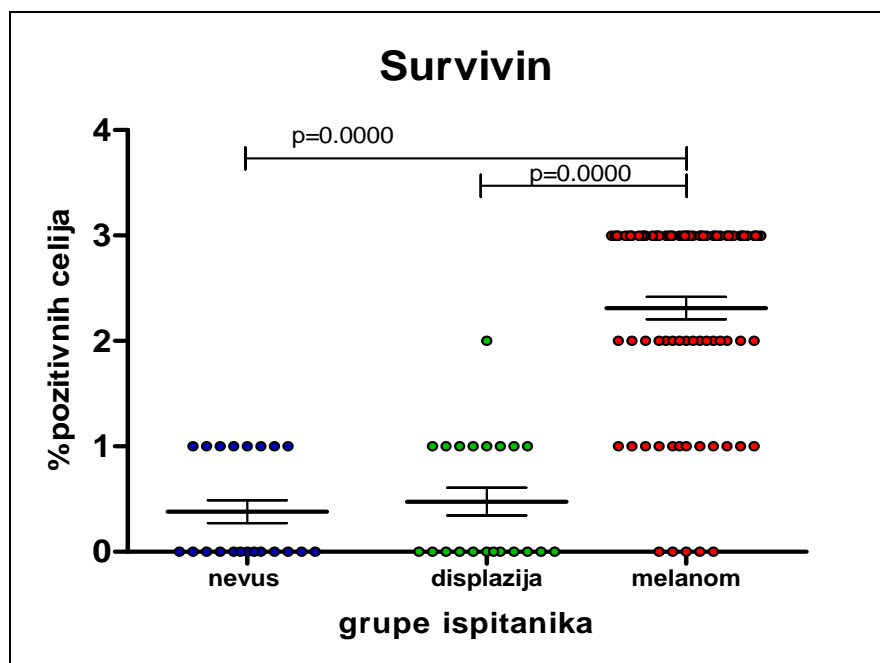 Survivin
4
3
2
1
0
%pozitivnih celija
p=0.0000
p=0.0000
nevus displazija melanom
grupe ispitanika